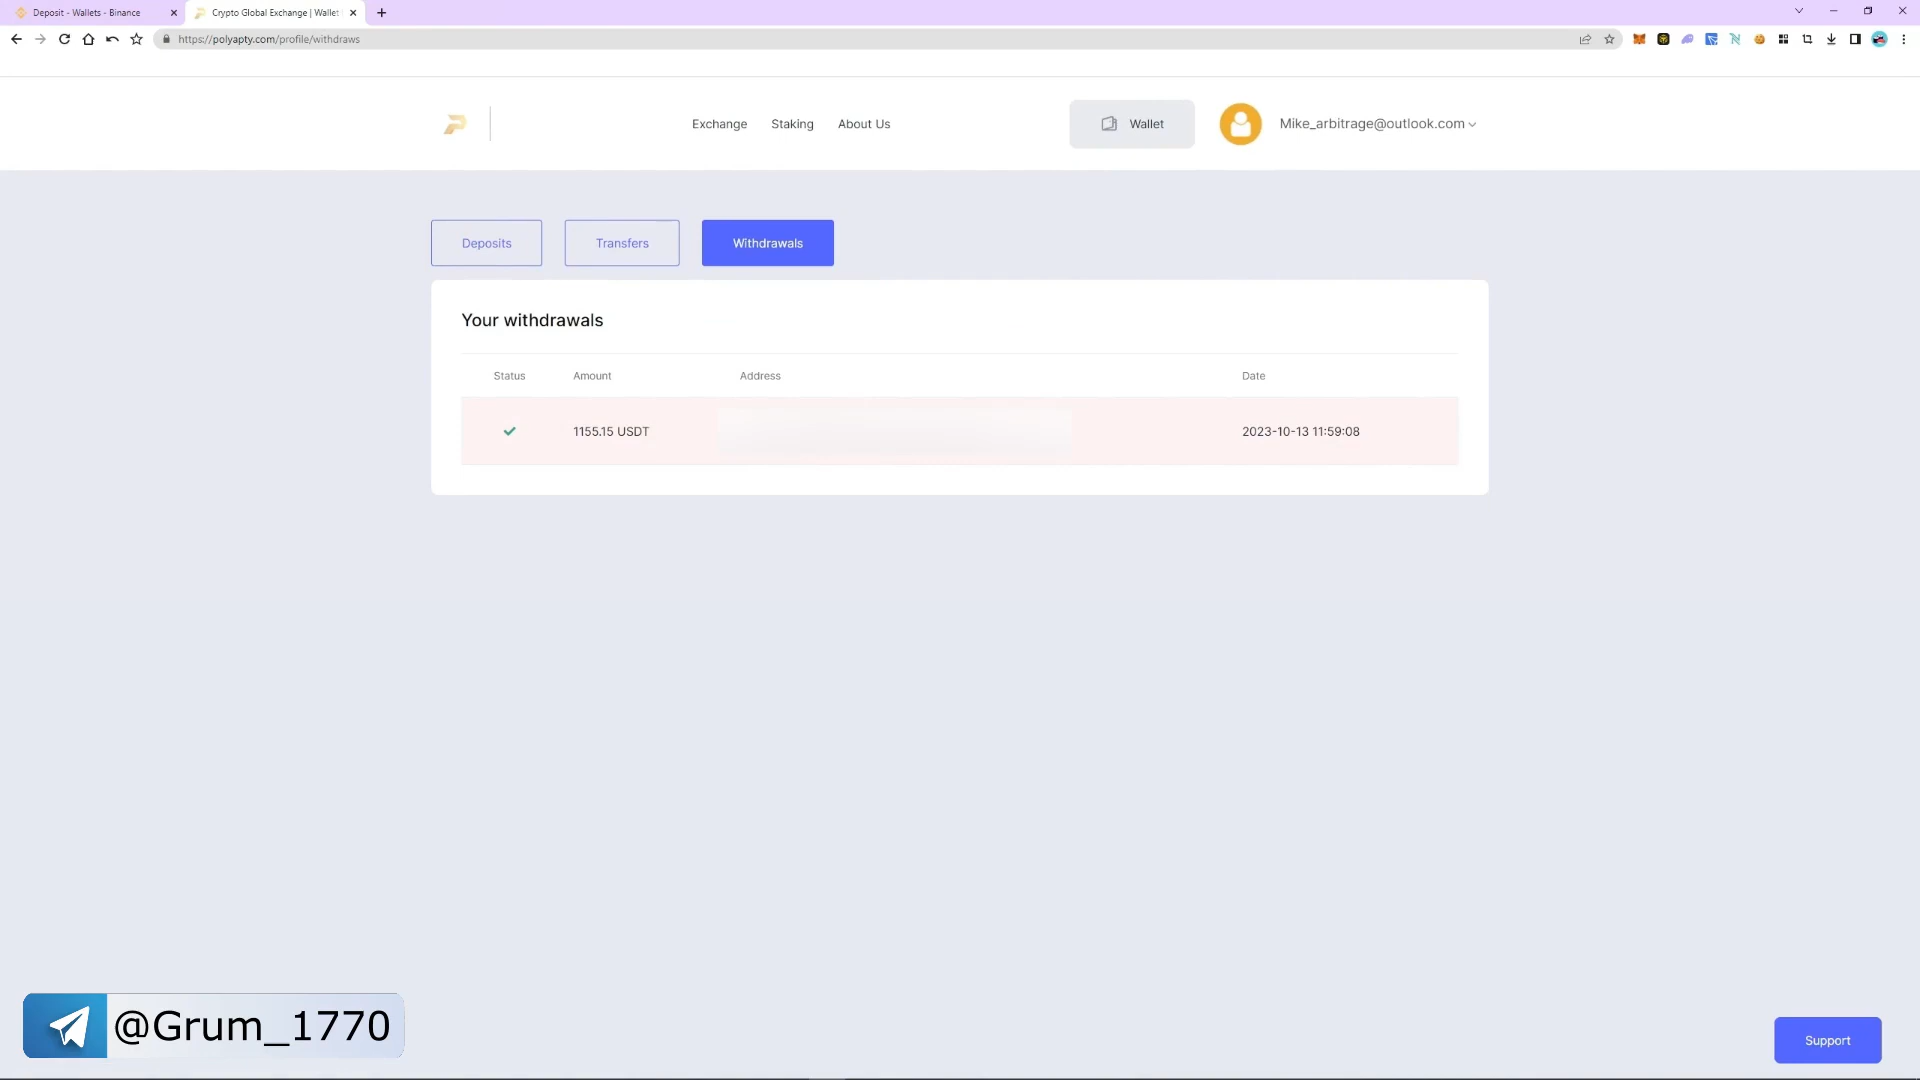 Deposit - Wallets - Binance
Crypto Global Exchange | Wallet
https://polyapty.com/profile/withdraws
Exchange
Staking
About Us
Wallet
Mike_arbitrage@outlook.com
Deposits
Transfers
Withdrawals
Your withdrawals
Status Amount Address Date
1155.15 USDT 2023-10-13 11:59:08
@Grum_1770
Support